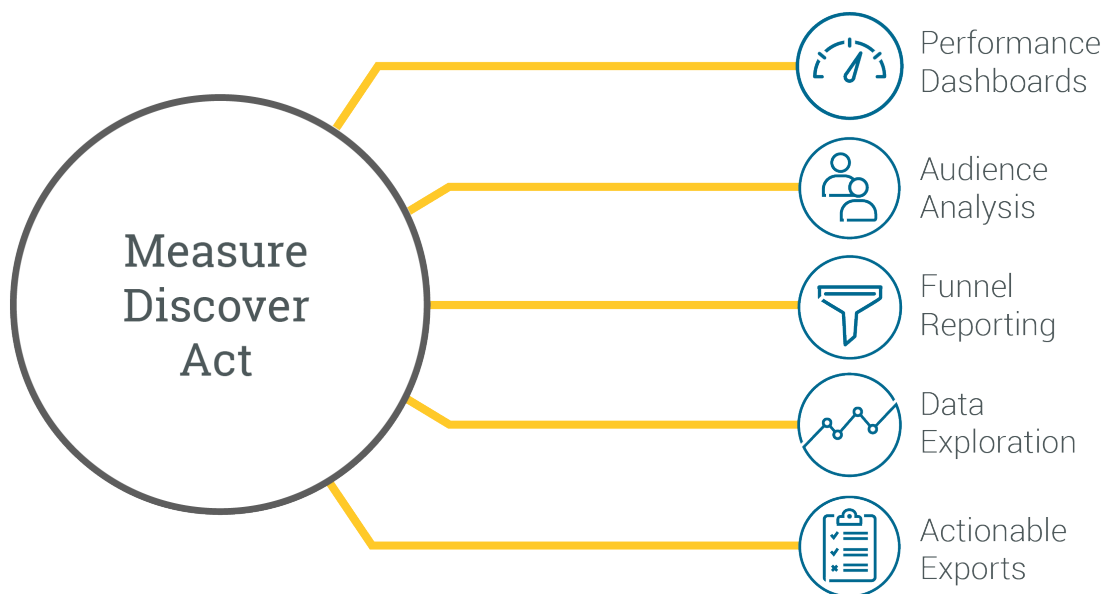 Measure
Discover
Act
Performance
Dashboards
Audience
Analysis
Funnel
Reporting
Data
Exploration
Actionable
Exports